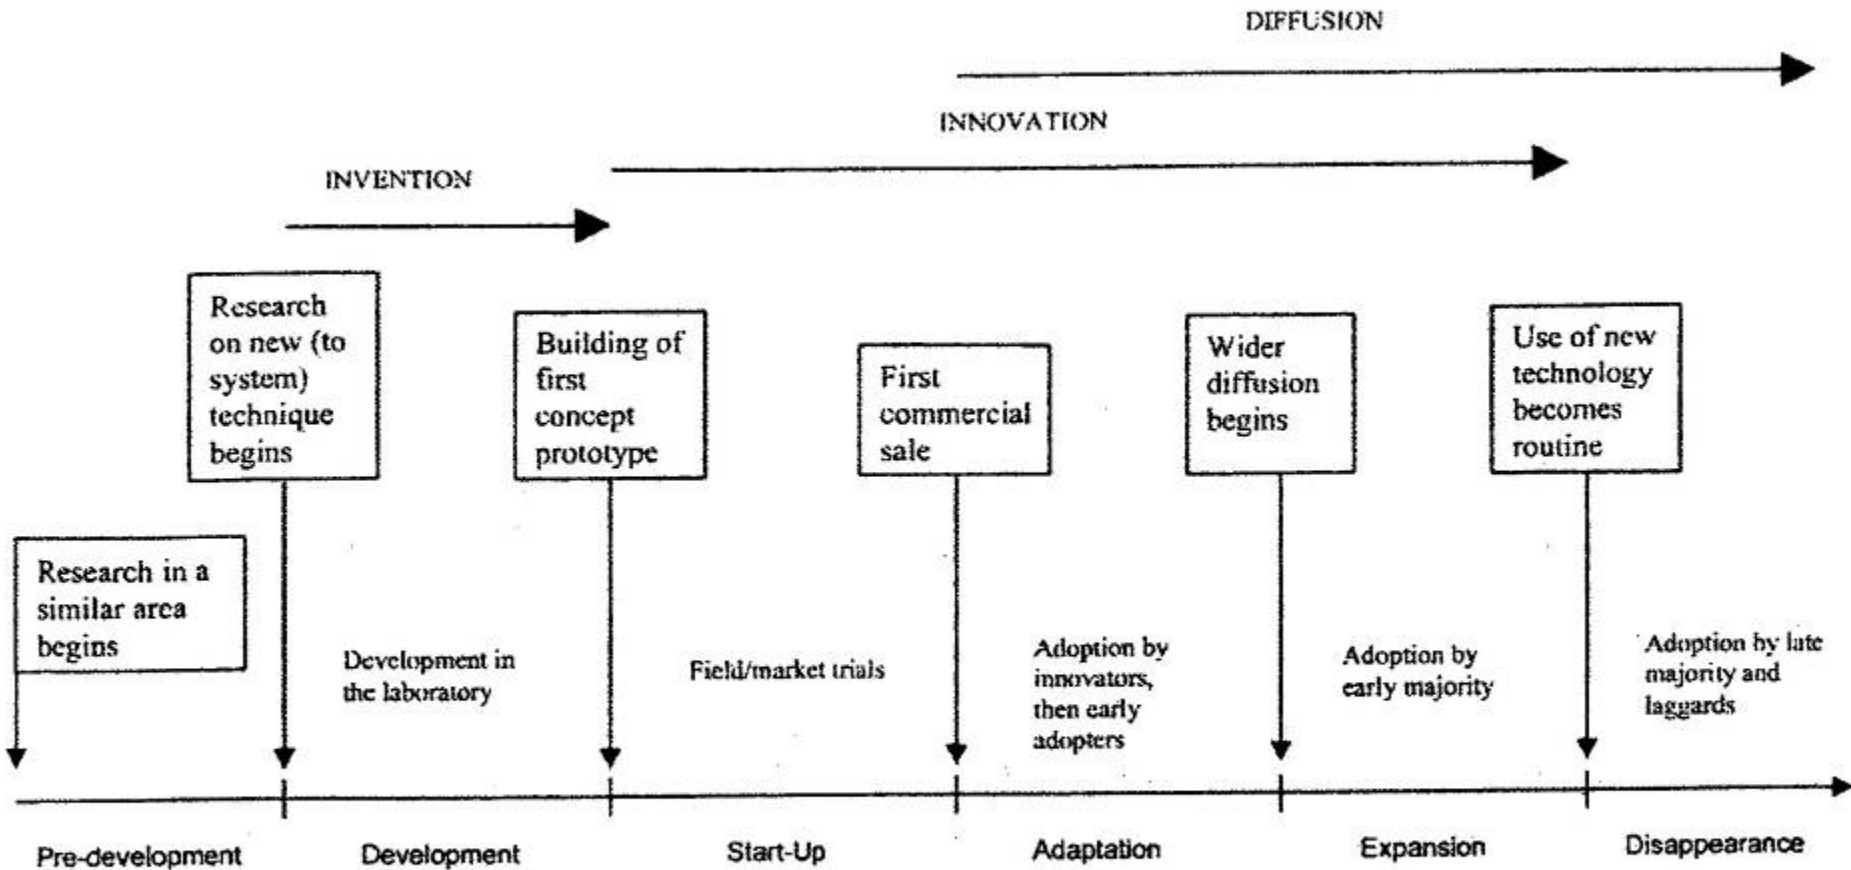 DIFFUSION
INNOVATION
INVENTION
Research
on new (to
system)
technique
begins
Building of
first
concept
prototype
First
commercial
sale
Wider
diffusion
begins
Use of new
technology
becomes
routine
Research in a
similar area
begins
Development in
the laboratory
Field/market trials
Adoption by
innovators,
then early
adopters
Adoption by
early majority
Adoption by late
majority and
laggards
Pre-development
Development
Start-Up
Adaptation
Expansion
Disappearance